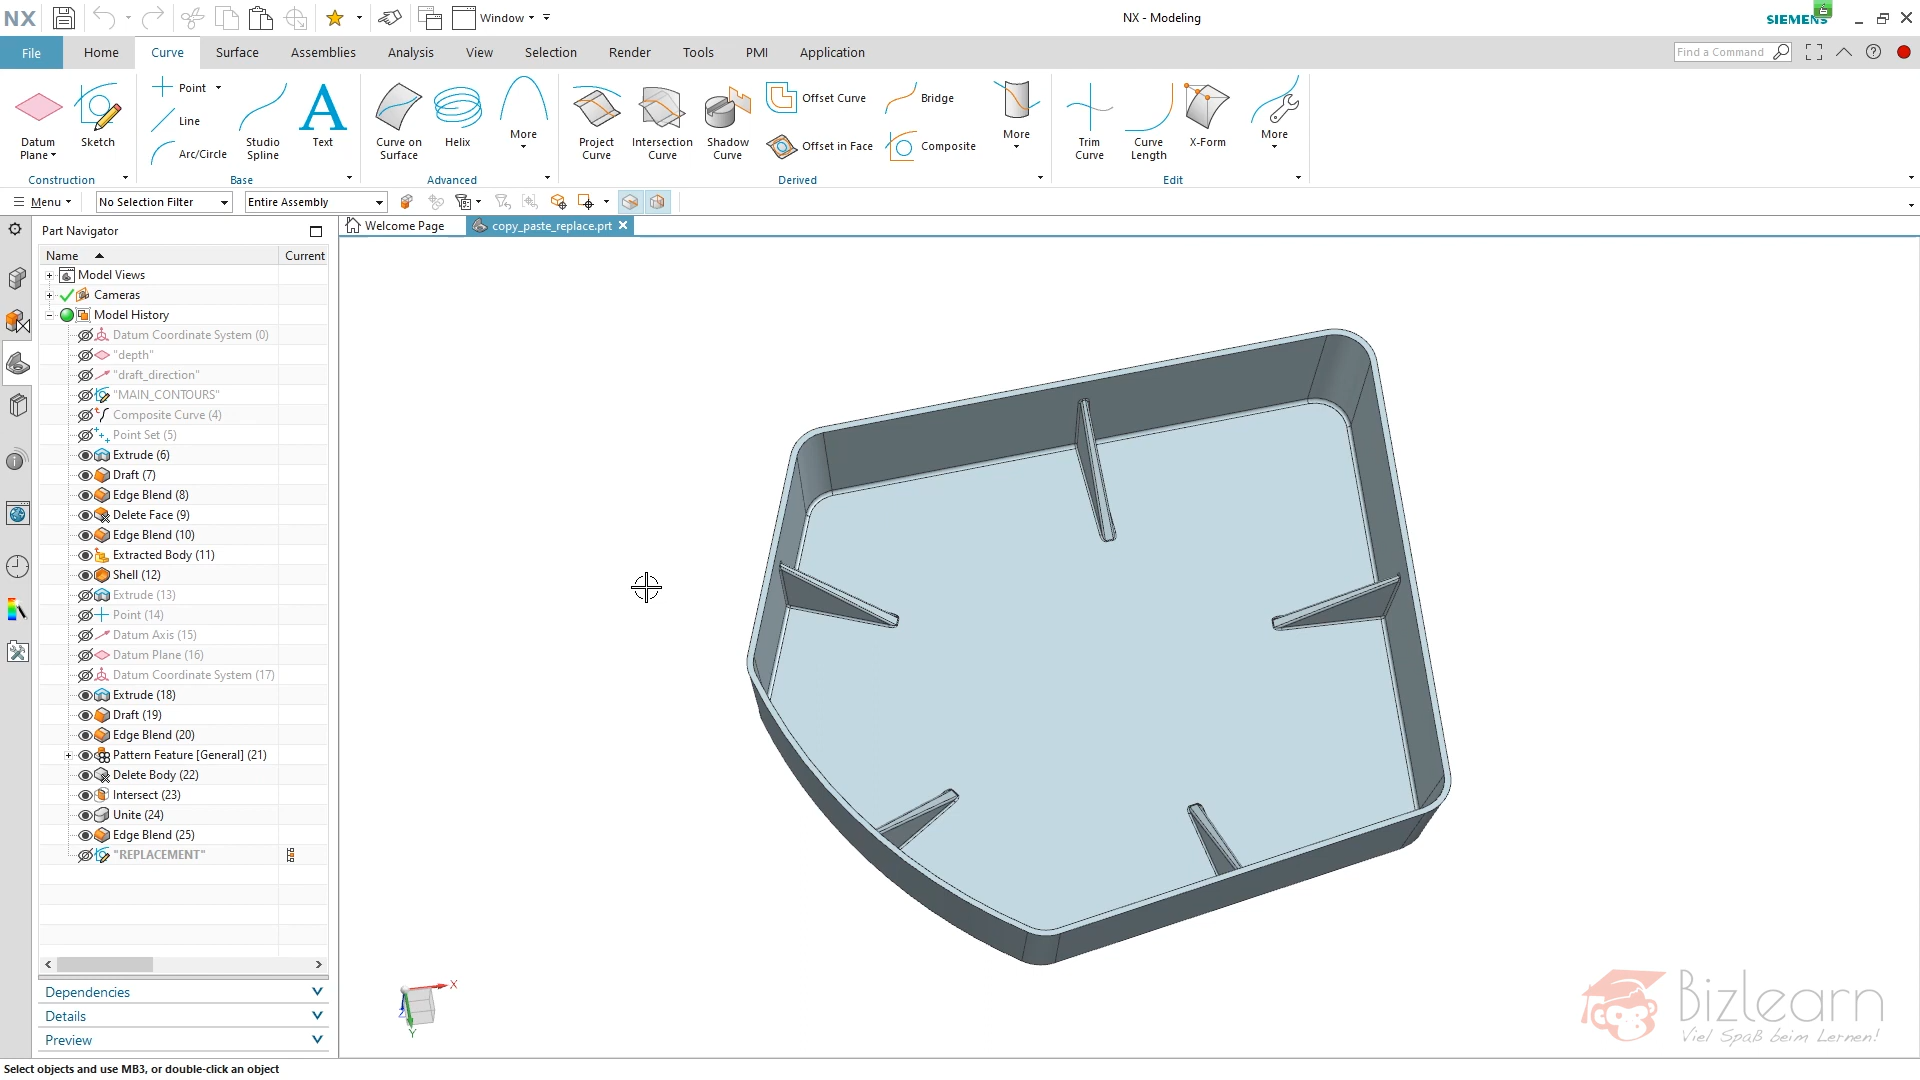 NX
Window
NX - Modeling
SIEMENS
File
Home
Curve
Surface
Assemblies
Analysis
View
Selection
Render
Tools
PMI
Application
Find a Command
Datum
Plane
Sketch
Construction
Point
Line
Arc/Circle
Studio
Spline
Text
Base
Curve on
Surface
Helix
More
Advanced
Project
Curve
Intersection
Curve
Shadow
Curve
Offset Curve
Offset in Face
Bridge
Composite
More
Derived
Trim
Curve
Curve
Length
X-Form
More
Edit
Menu
No Selection Filter
Entire Assembly
Part Navigator
Welcome Page
copy_paste_replace.prt
Name
Current
Model Views
Cameras
Model History
Datum Coordinate System (0)
"depth"
"draft_direction"
"MAIN_CONTOURS"
Composite Curve (4)
Point Set (5)
Extrude (6)
Draft (7)
Edge Blend (8)
Delete Face (9)
Edge Blend (10)
Extracted Body (11)
Shell (12)
Extrude (13)
Point (14)
Datum Axis (15)
Datum Plane (16)
Datum Coordinate System (17)
Extrude (18)
Draft (19)
Edge Blend (20)
Pattern Feature [General] (21)
Delete Body (22)
Intersect (23)
Unite (24)
Edge Blend (25)
"REPLACEMENT"
Dependencies
Details
Preview
X
Z
Y
Bizlearn
Viel Spaß beim Lernen!
Select objects and use MB3, or double-click an object